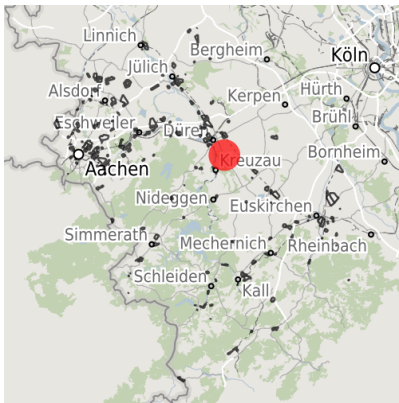 Linnich
Bergheim
Köln
Jülich
Alsdorf
Kerpen
Hürth
Eschweiler
Düren
Brühl
Bornheim
Kreuzau
Aachen
Nideggen
Euskirchen
Simmerath
Mechernich
Rheinbach
Schleiden
Kall